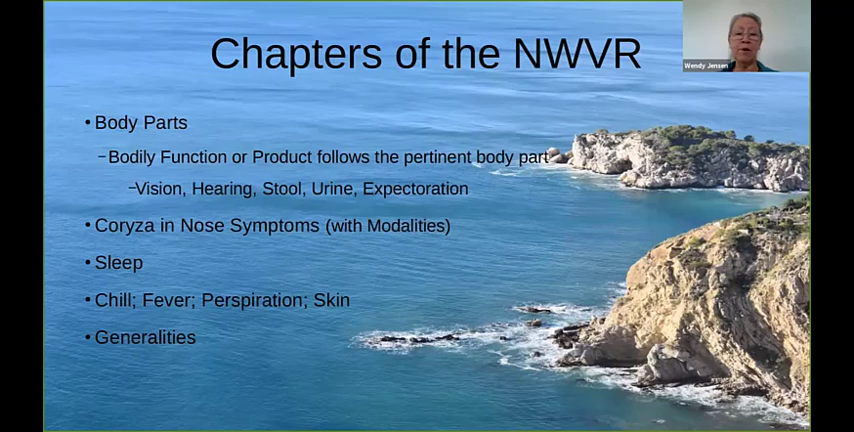 Chapters of the NWVR
Wendy Jensen
•Body Parts
–Bodily Function or Product follows the pertinent body part
–Vision, Hearing, Stool, Urine, Expectoration
•Coryza in Nose Symptoms (with Modalities)
•Sleep
•Chill; Fever; Perspiration; Skin
•Generalities